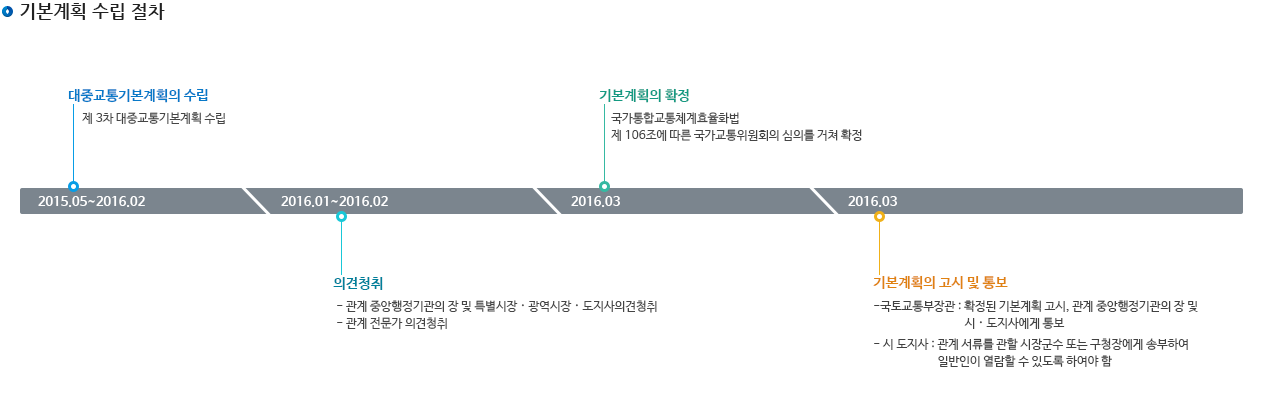 기본계획 수립 절차
대중교통기본계획의 수립
제 3차 대중교통기본계획 수립
기본계획의 확정
국가통합교통체계효율화법
제 106조에 따른 국가교통위원회의 심의를 거쳐 확정
2015.05~2016.02
2016.01~2016.02
2016.03
2016.03
의견청취
- 관계 중앙행정기관의 장 및 특별시장 · 광역시장 · 도지사의견청취
- 관계 전문가 의견청취
기본계획의 고시 및 통보
-국토교통부장관 : 확정된 기본계획 고시, 관계 중앙행정기관의 장 및
시 · 도지사에게 통보
- 시 도지사 : 관계 서류를 관할 시장군수 또는 구청장에게 송부하여
일반인이 열람할 수 있도록 하여야 함